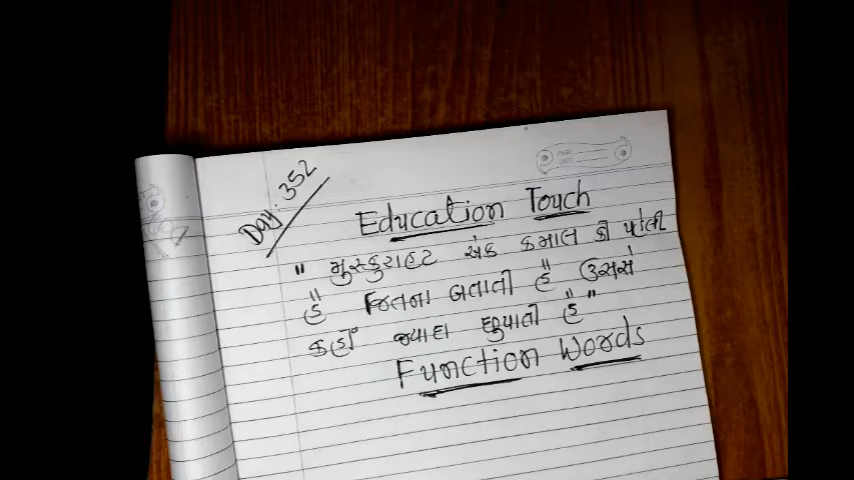 Day. 352
Education Touch
" મુસ્કુરાહટ એક કમાલ કી પહેલી
હૈ જિતના બતાતી હૈ ઉસસે
કહીં જ્યાદા છુપાતી હૈ "
Function Words